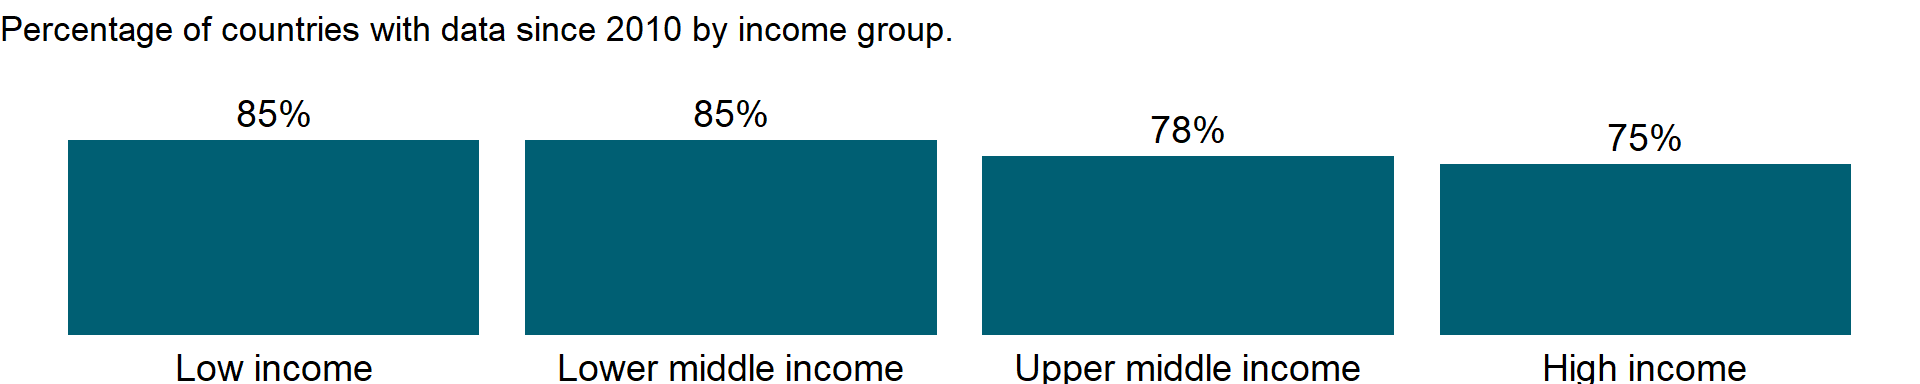 Percentage of countries with data since 2010 by income group.
85%
85%
78%
75%
Low income
Lower middle income
Upper middle income
High income